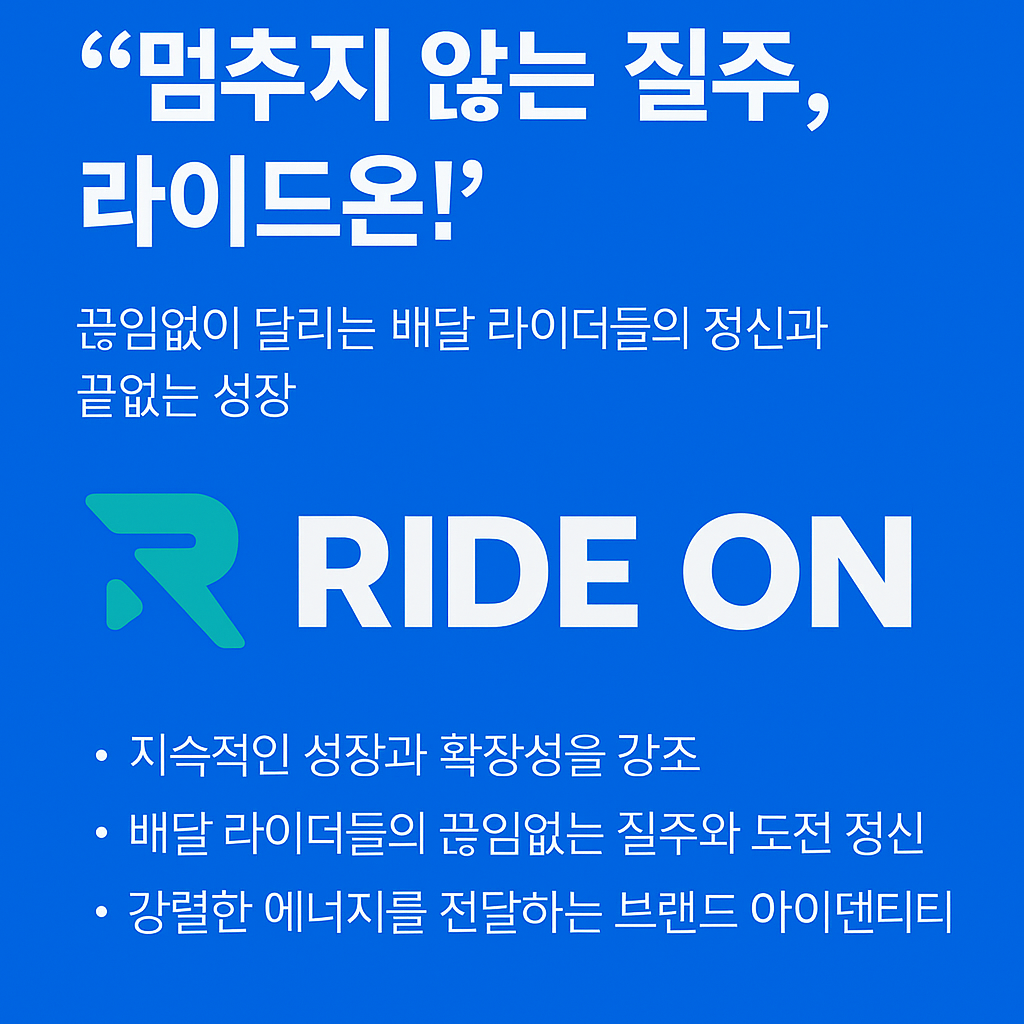 “멈추지 않는 질주,
라이드온!’
끊임없이 달리는 배달 라이더들의 정신과
끝없는 성장
RIDE ON
• 지속적인 성장과 확장성을 강조
• 배달 라이더들의 끊임없는 질주와 도전 정신
• 강렬한 에너지를 전달하는 브랜드 아이덴티티